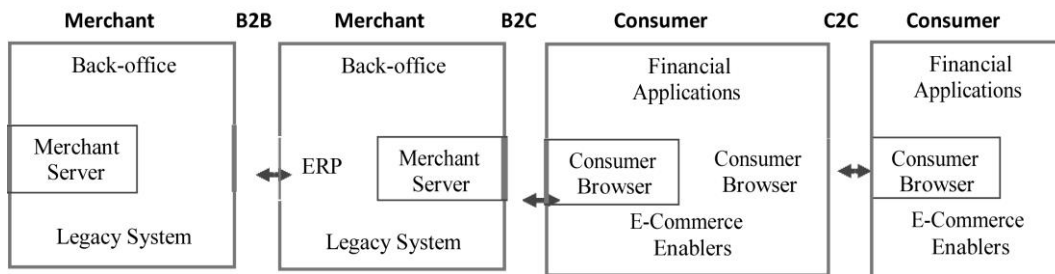 Merchant B2B Merchant B2C Consumer C2C Consumer
Back-office
Merchant
Server
Legacy System
Back-office
ERP
Merchant
Server
Legacy System
Financial
Applications
Consumer
Browser
Consumer
Browser
E-Commerce
Enablers
Financial
Applications
Consumer
Browser
E-Commerce
Enablers